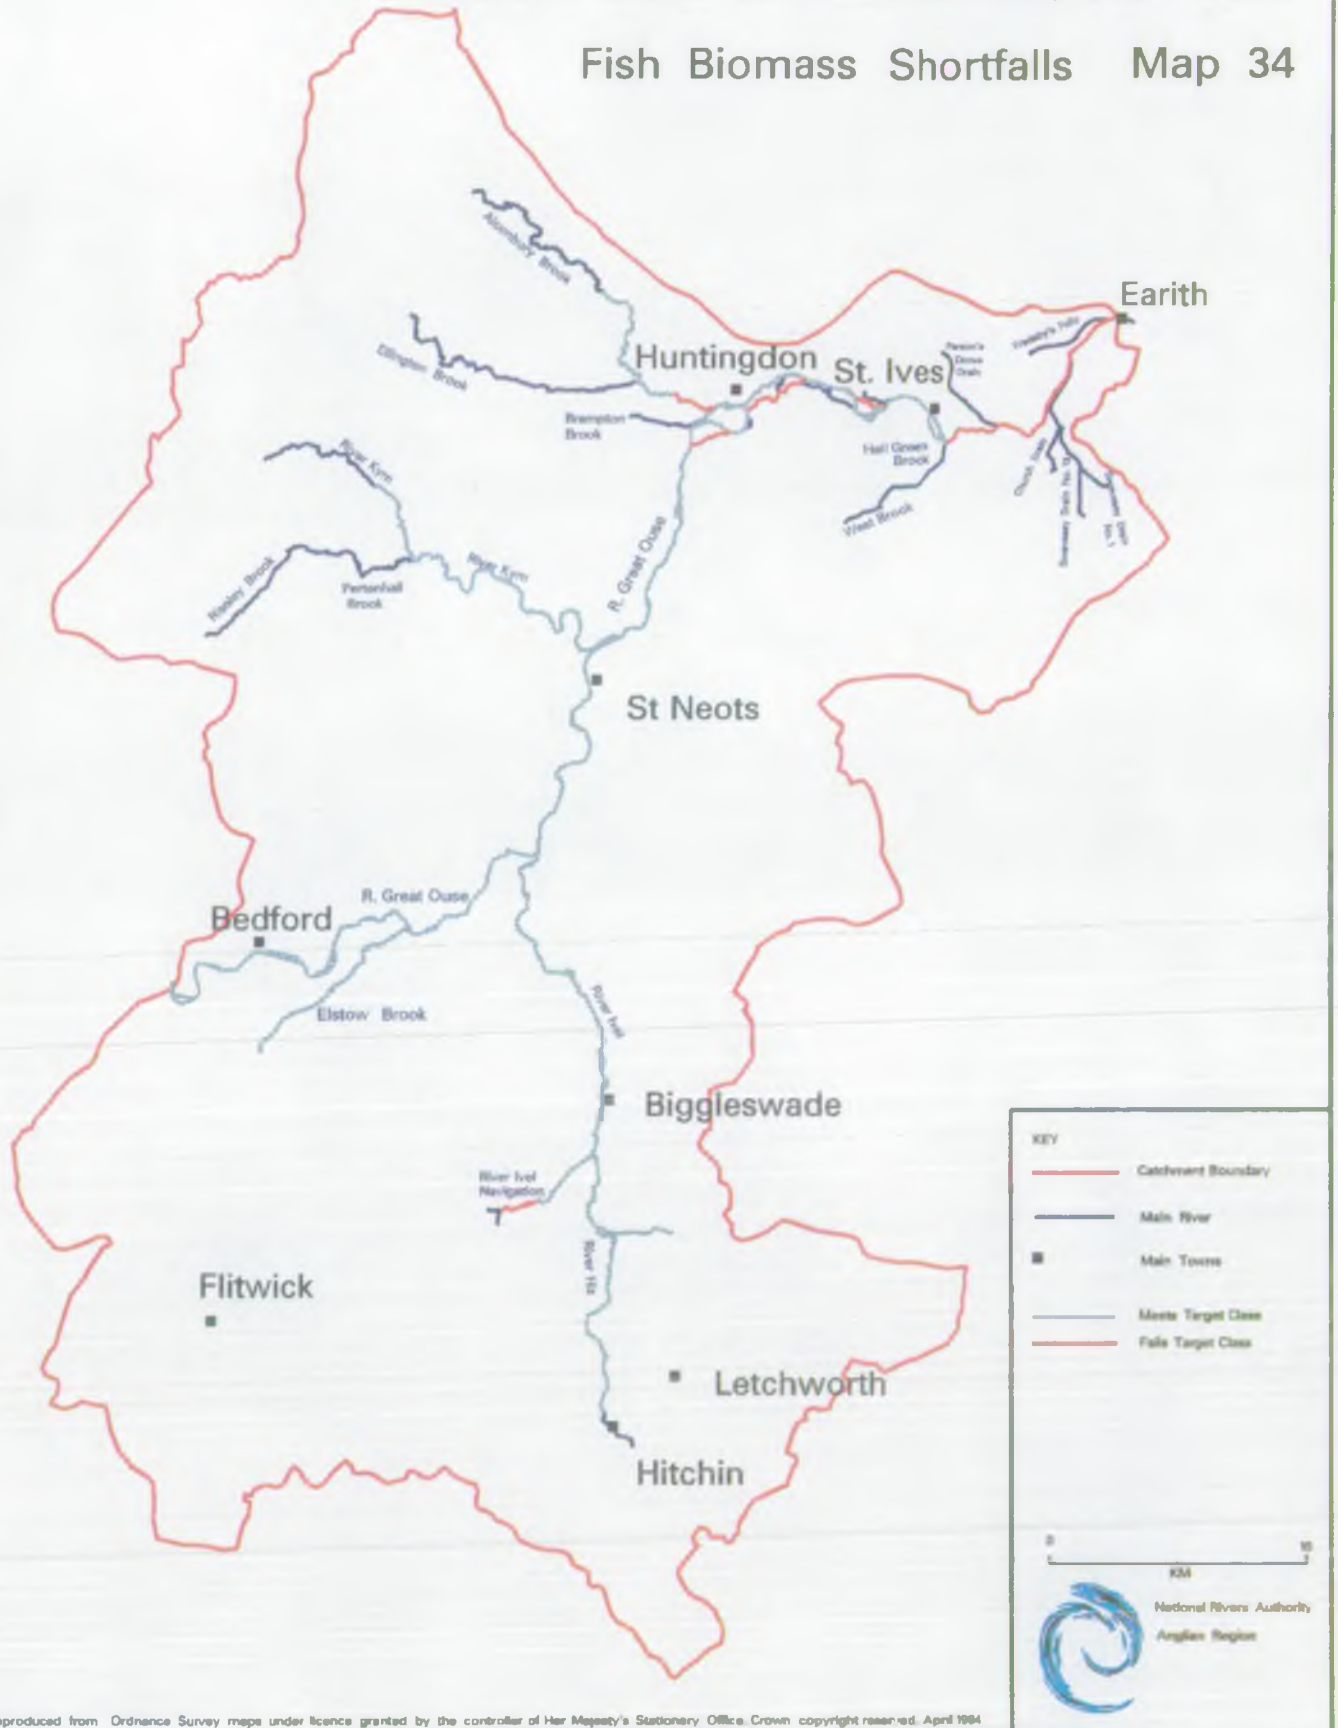 Fish Biomass Shortfalls Map 34
Alconbury Brook
Ellington Brook
Huntingdon
St. Ives
Earith
Brampton
Brook
Hall Green
Brook
West Brook
Church Drain
River Kym
Riseley Brook
Pertenhall
Brook
River Kym
R. Great Ouse
St Neots
R. Great Ouse
Bedford
Elstow Brook
River Ivel
Biggleswade
River Ivel
Navigation
River Hiz
Flitwick
Letchworth
Hitchin
KEY
Catchment Boundary
Main River
Main Towns
Meets Target Class
Fails Target Class
0
10
KM
National Rivers Authority
Anglian Region
produced from Ordnance Survey maps under licence granted by the controller of Her Majesty's Stationery Office. Crown copyright reserved. April 1994